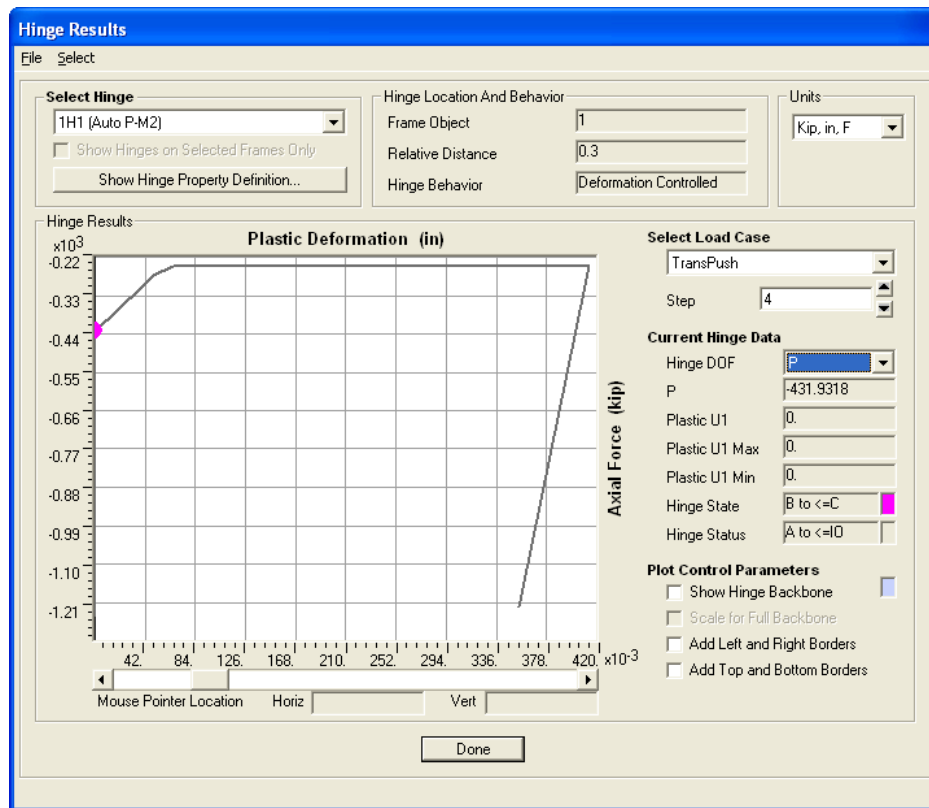 Hinge Results
File Select
Select Hinge
1H1 (Auto P-M2)
Show Hinges on Selected Frames Only
Show Hinge Property Definition...
Hinge Location And Behavior
Frame Object 1
Relative Distance 0.3
Hinge Behavior Deformation Controlled
Units
Kip, in, F
Hinge Results
Plastic Deformation (in)
x10³
-0.22
-0.33
-0.44
-0.55
-0.66
-0.77
-0.88
-0.99
-1.10
-1.21
42. 84. 126. 168. 210. 252. 294. 336. 378. 420. x10⁻³
Axial Force (kip)
Mouse Pointer Location Horiz Vert
Select Load Case
TransPush
Step 4
Current Hinge Data
Hinge DOF P
P -431.9318
Plastic U1 0.
Plastic U1 Max 0.
Plastic U1 Min 0.
Hinge State B to <=C
Hinge Status A to <=IO
Plot Control Parameters
Show Hinge Backbone
Scale for Full Backbone
Add Left and Right Borders
Add Top and Bottom Borders
Done